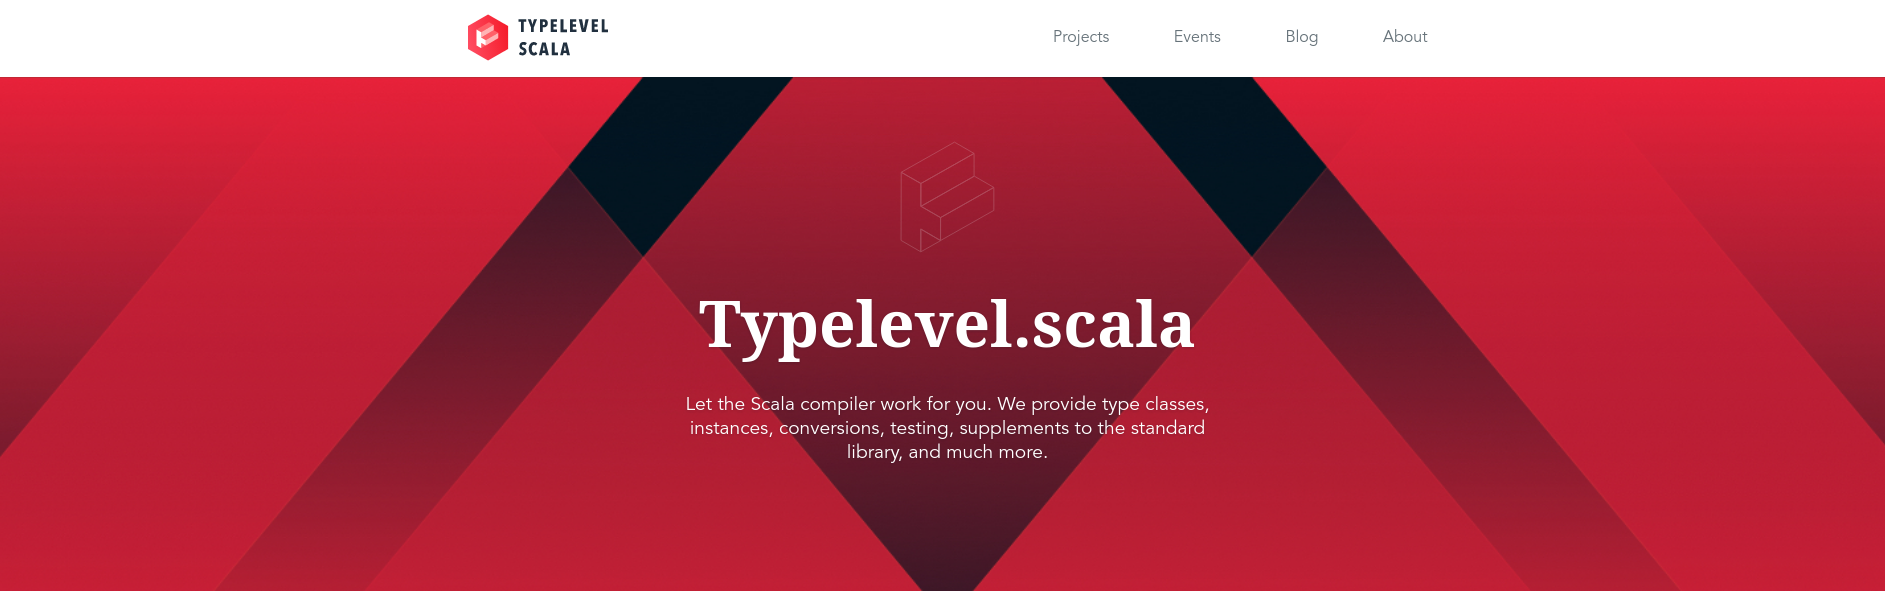 TYPELEVEL
SCALA
Projects Events Blog About
Typelevel.scala
Let the Scala compiler work for you. We provide type classes,
instances, conversions, testing, supplements to the standard
library, and much more.